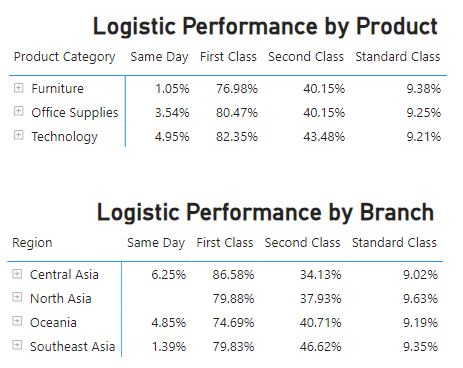 Logistic Performance by Product
Product Category Same Day First Class Second Class Standard Class
Furniture 1.05% 76.98% 40.15% 9.38%
Office Supplies 3.54% 80.47% 40.15% 9.25%
Technology 4.95% 82.35% 43.48% 9.21%
Logistic Performance by Branch
Region Same Day First Class Second Class Standard Class
Central Asia 6.25% 86.58% 34.13% 9.02%
North Asia 79.88% 37.93% 9.63%
Oceania 4.85% 74.69% 40.71% 9.19%
Southeast Asia 1.39% 79.83% 46.62% 9.35%